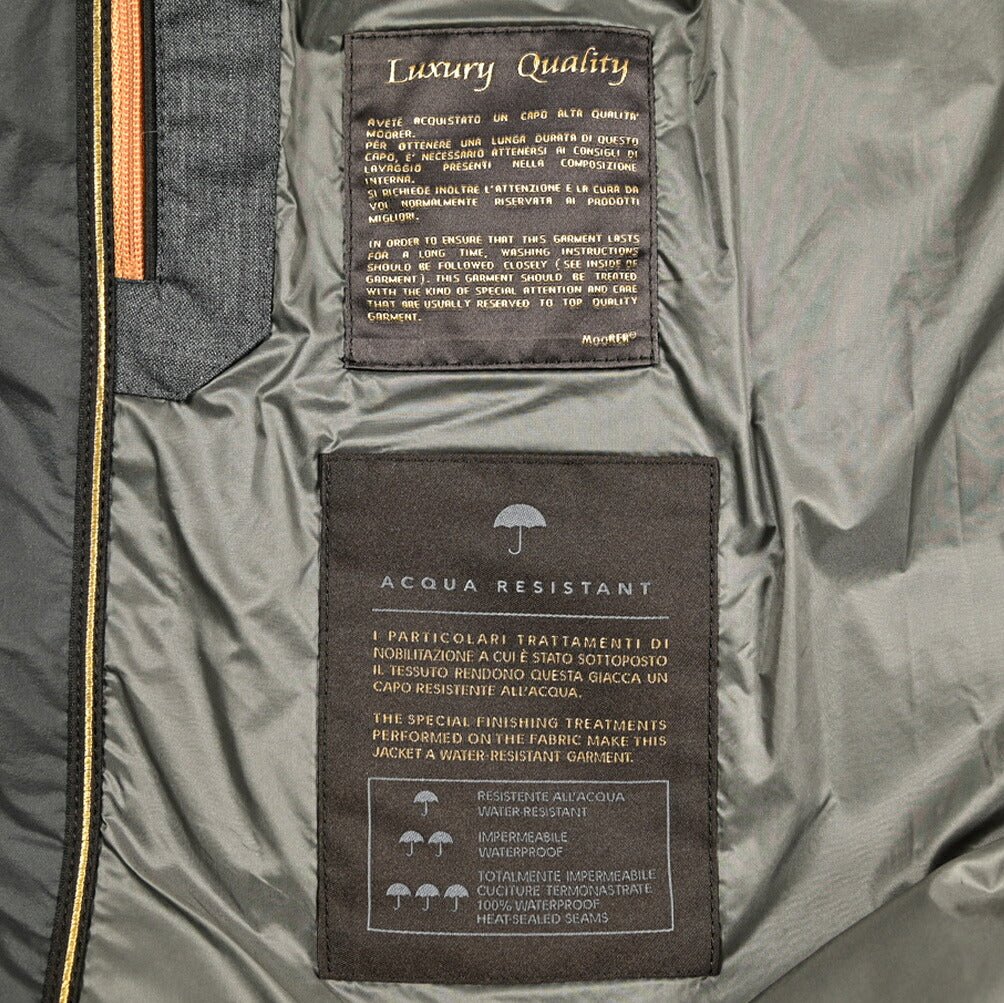 Luxury Quality
AVETE ACQUISTATO UN CAPO ALTA QUALITA'
MOORER.
PER OTTENERE UNA LUNGA DURATA DI QUESTO
CAPO, E' NECESSARIO ATTENERSI AI CONSIGLI DI
LAVAGGIO PRESENTI NELLA COMPOSIZIONE
INTERNA.
SI RICHIEDE INOLTRE L'ATTENZIONE E LA CURA DA
VOI NORMALMENTE RISERVATA AI PRODOTTI
MIGLIORI.
IN ORDER TO ENSURE THAT THIS GARMENT LASTS
FOR A LONG TIME, WASHING INSTRUCTIONS
SHOULD BE FOLLOWED CLOSELY (SEE INSIDE OF
GARMENT). THIS GARMENT SHOULD BE TREATED
WITH THE KIND OF SPECIAL ATTENTION AND CARE
THAT ARE USUALLY RESERVED TO TOP QUALITY
GARMENT.
MOORER®
ACQUA RESISTANT
I PARTICOLARI TRATTAMENTI DI
NOBILITAZIONE A CUI È STATO SOTTOPOSTO
IL TESSUTO RENDONO QUESTA GIACCA UN
CAPO RESISTENTE ALL'ACQUA.
THE SPECIAL FINISHING TREATMENTS
PERFORMED ON THE FABRIC MAKE THIS
JACKET A WATER-RESISTANT GARMENT.
RESISTENTE ALL'ACQUA
WATER-RESISTANT
IMPERMEABILE
WATERPROOF
TOTALMENTE IMPERMEABILE
CUCITURE TERMONASTRATE
100% WATERPROOF
HEAT-SEALED SEAMS